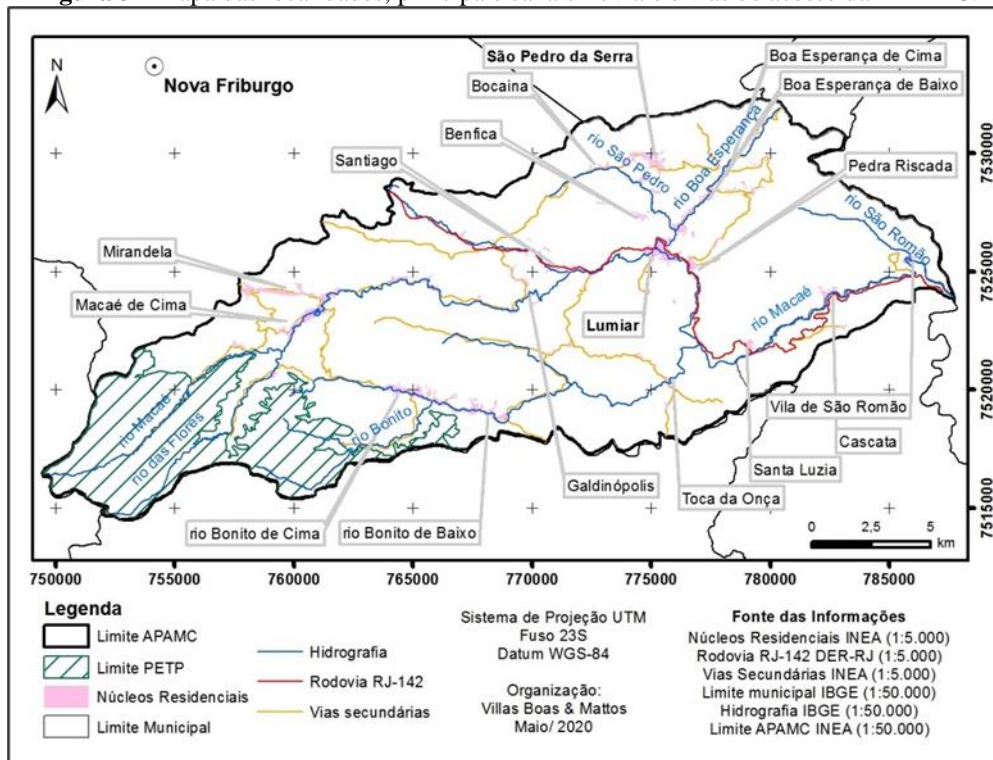 N
Nova Friburgo
São Pedro da Serra
Bocaina
Benfica
Santiago
Boa Esperança de Cima
Boa Esperança de Baixo
Pedra Riscada
rio São Pedro
rio Boa Esperança
rio São Romão
Mirandela
Macaé de Cima
Lumiar
rio Macaé
rio Macaé
rio das Flores
rio Bonito
Vila de São Romão
Cascata
Santa Luzia
Toca da Onça
Galdinópolis
rio Bonito de Cima
rio Bonito de Baixo
0 2,5 5
km
7530000
7525000
7520000
7515000
750000 755000 760000 765000 770000 775000 780000 785000
Legenda
Limite APAMC
Limite PETP
Núcleos Residenciais
Limite Municipal
Hidrografia
Rodovia RJ-142
Vias secundárias
Sistema de Projeção UTM
Fuso 23S
Datum WGS-84
Organização:
Villas Boas & Mattos
Maio/ 2020
Fonte das Informações
Núcleos Residenciais INEA (1:5.000)
Rodovia RJ-142 DER-RJ (1:5.000)
Vias Secundárias INEA (1:5.000)
Limite municipal IBGE (1:50.000)
Hidrografia IBGE (1:50.000)
Limite APAMC INEA (1:50.000)